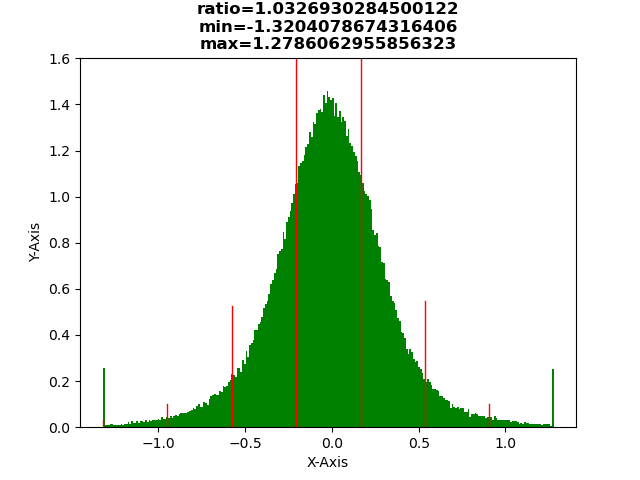 ratio=1.0326930284500122
min=-1.3204078674316406
max=1.2786062955856323
1.6
1.4
1.2
1.0
0.8
0.6
0.4
0.2
0.0
Y-Axis
−1.0 −0.5 0.0 0.5 1.0
X-Axis